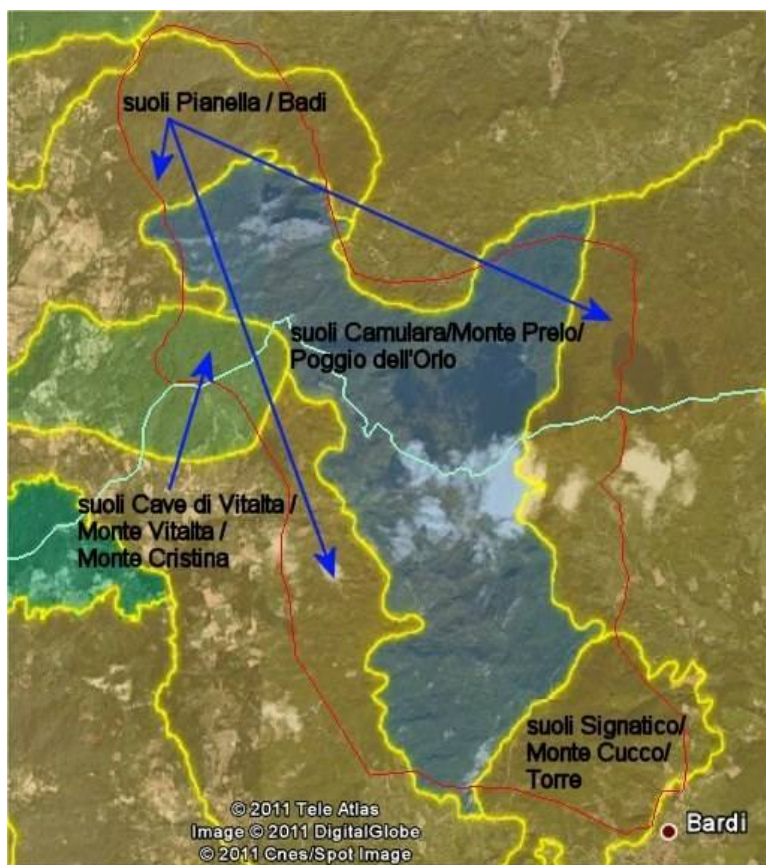 suoli Pianella / Badi
suoli Camulara/Monte Prelo/
Poggio dell'Orlo
suoli Cave di Vitalta /
Monte Vitalta /
Monte Cristina
suoli Signatico/
Monte Cucco/
Torre
Bardi
© 2011 Tele Atlas
Image © 2011 DigitalGlobe
© 2011 Cnes/Spot Image